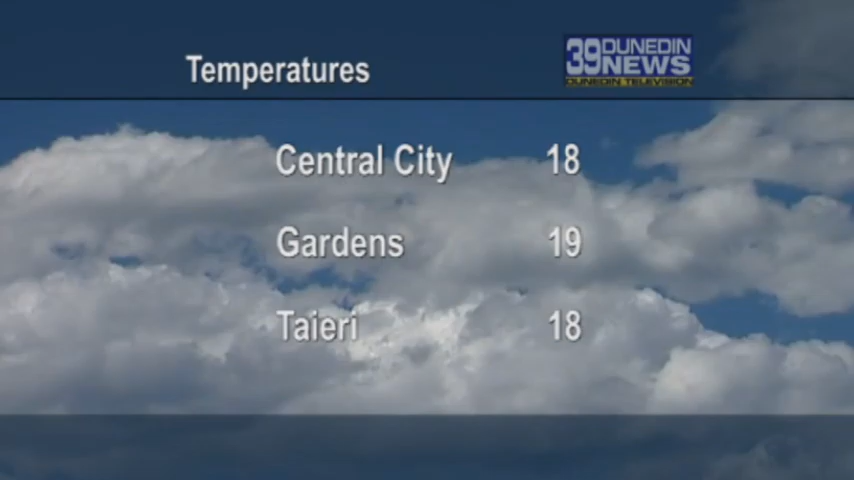 Temperatures
39 DUNEDIN NEWS
DUNEDIN TELEVISION
Central City 18
Gardens 19
Taieri 18